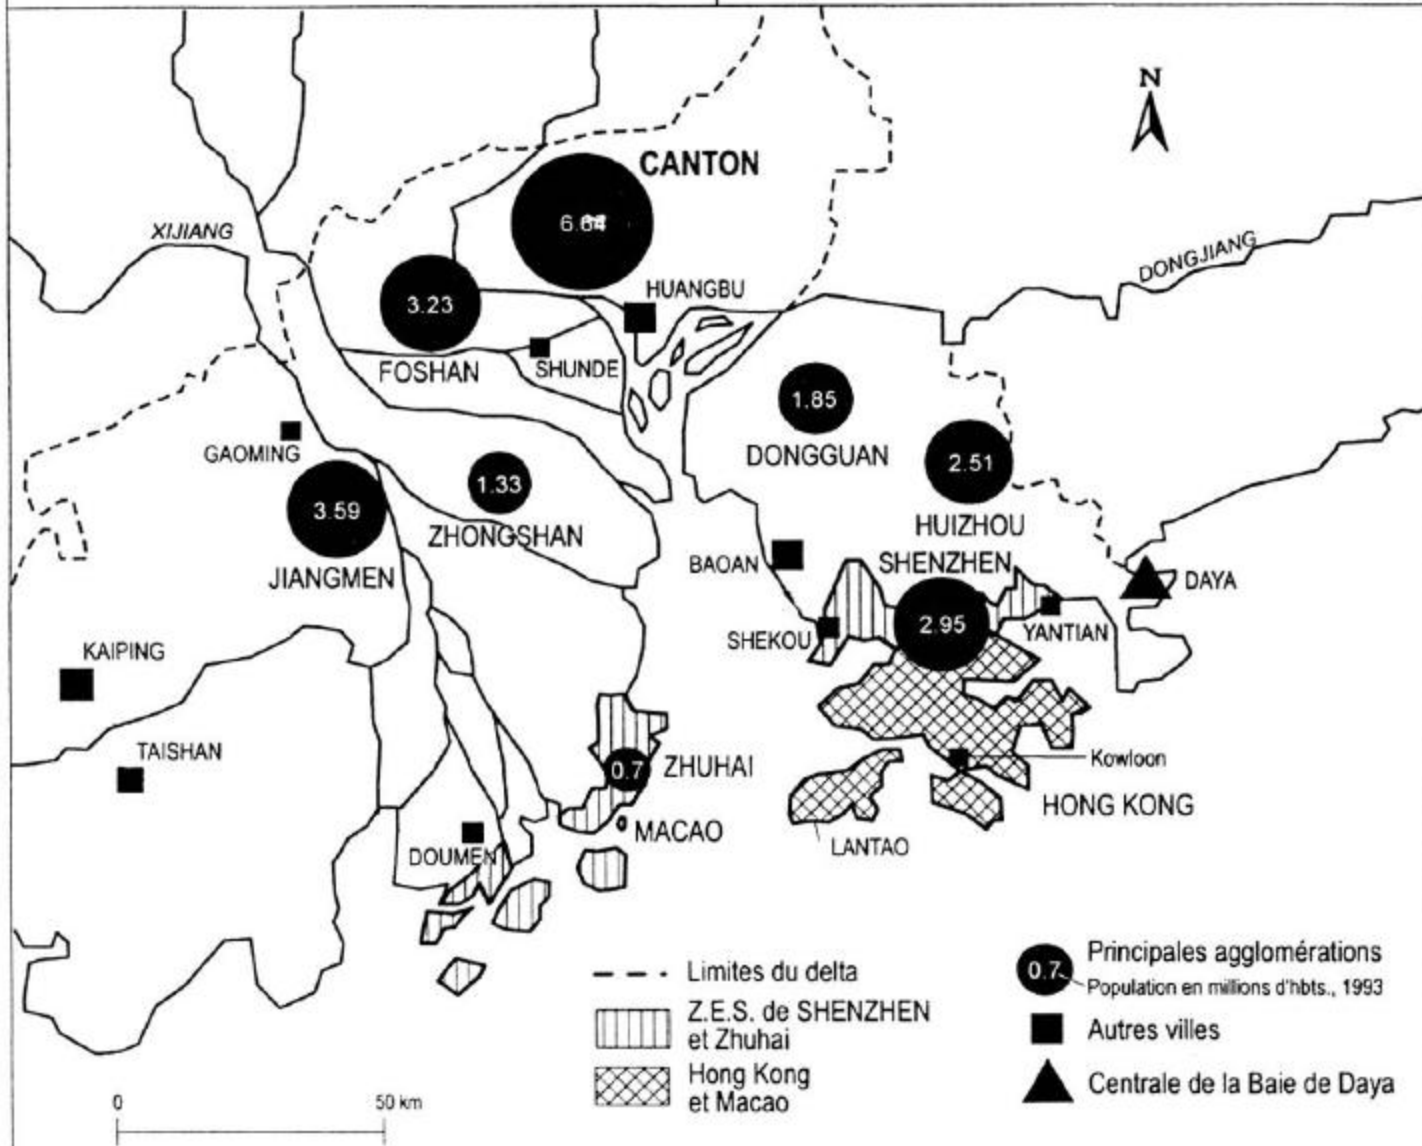 N
CANTON
6.64
XIJIANG
DONGJIANG
HUANGBU
3.23
FOSHAN
SHUNDE
1.85
DONGGUAN
GAOMING
2.51
HUIZHOU
1.33
ZHONGSHAN
3.59
JIANGMEN
BAOAN
SHENZHEN
DAYA
2.95
SHEKOU
YANTIAN
KAIPING
TAISHAN
0.7
ZHUHAI
Kowloon
HONG KONG
MACAO
LANTAO
DOUMEN
Limites du delta
Z.E.S. de SHENZHEN
et Zhuhai
Hong Kong
et Macao
0.7
Principales agglomérations
Population en millions d'hbts., 1993
Autres villes
Centrale de la Baie de Daya
0
50 km